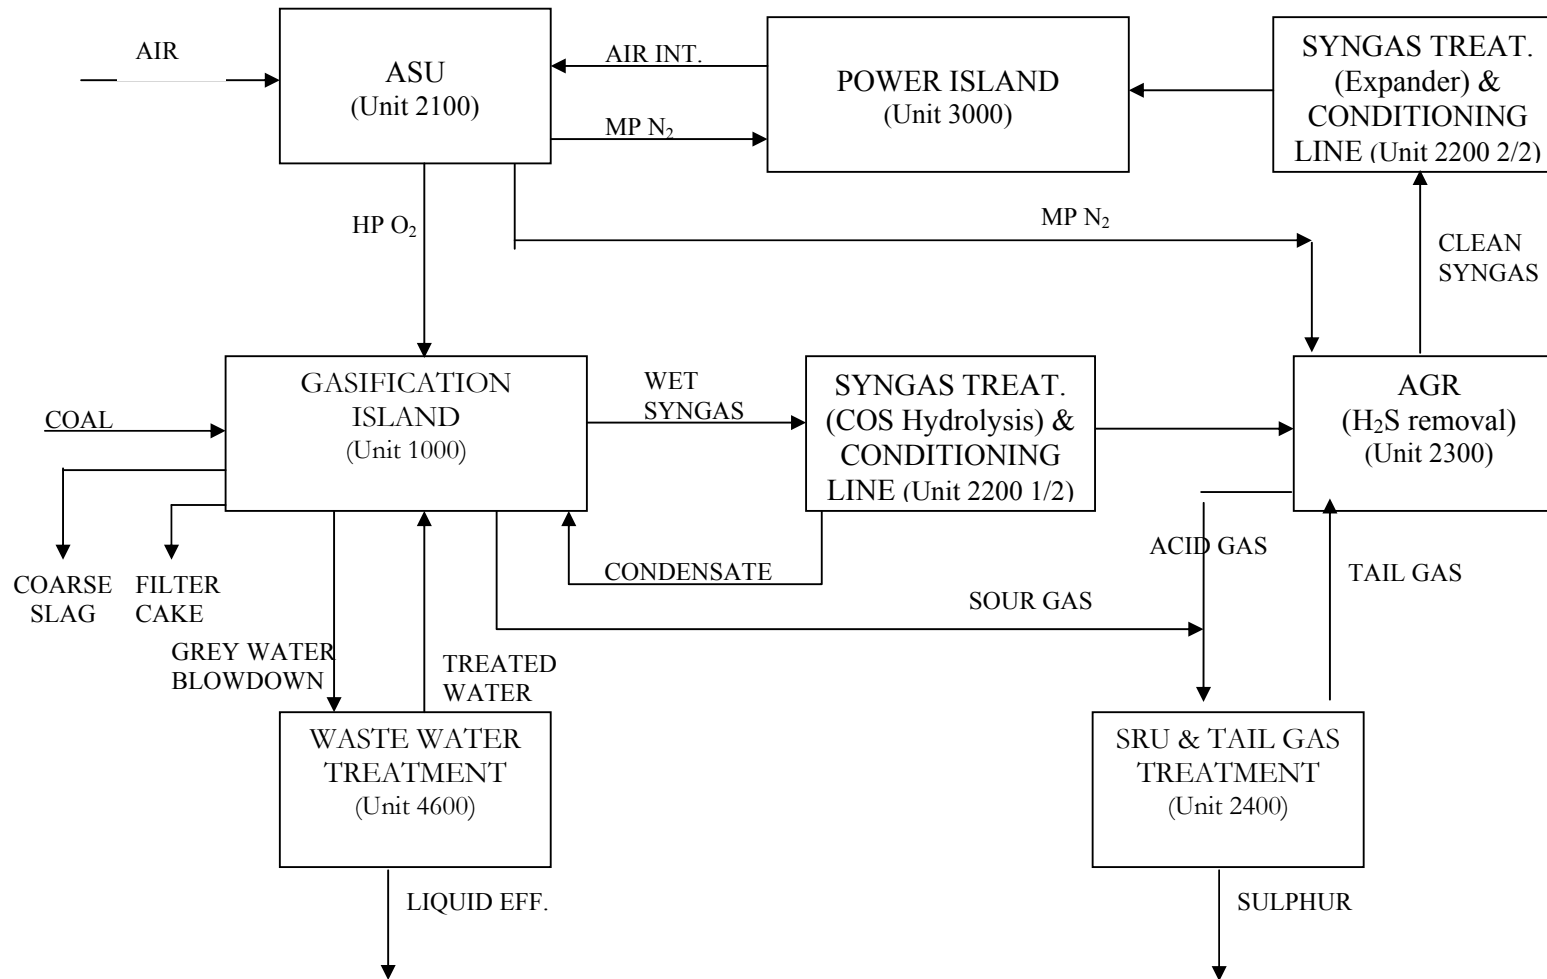 AIR
ASU
(Unit 2100)
AIR INT.
MP N₂
POWER ISLAND
(Unit 3000)
SYNGAS TREAT.
(Expander) &
CONDITIONING
LINE (Unit 2200 2/2)
HP O₂
MP N₂
CLEAN
SYNGAS
COAL
GASIFICATION
ISLAND
(Unit 1000)
WET
SYNGAS
SYNGAS TREAT.
(COS Hydrolysis) &
CONDITIONING
LINE (Unit 2200 1/2)
AGR
(H₂S removal)
(Unit 2300)
COARSE
SLAG
FILTER
CAKE
CONDENSATE
SOUR GAS
ACID GAS
TAIL GAS
GREY WATER
BLOWDOWN
TREATED
WATER
WASTE WATER
TREATMENT
(Unit 4600)
SRU & TAIL GAS
TREATMENT
(Unit 2400)
LIQUID EFF.
SULPHUR